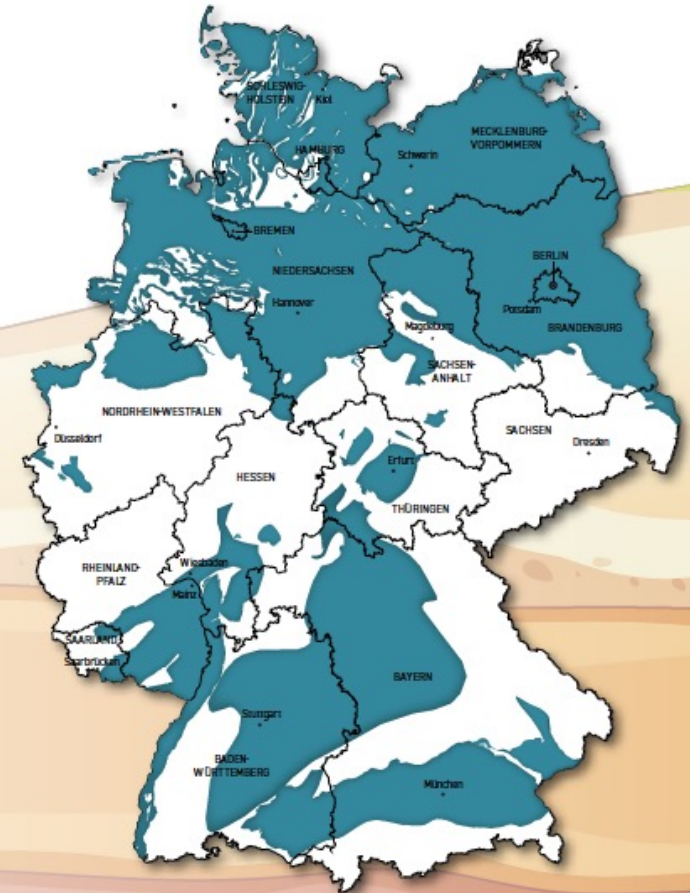 SCHLESWIG-
HOLSTEIN
Kiel
MECKLENBURG-
VORPOMMERN
HAMBURG
Schwerin
BREMEN
BERLIN
NIEDERSACHSEN
Hannover
Potsdam
Magdeburg
BRANDENBURG
SACHSEN-
ANHALT
NORDRHEIN-WESTFALEN
Düsseldorf
SACHSEN
Dresden
Erfurt
HESSEN
THÜRINGEN
RHEINLAND-
PFALZ
Wiesbaden
Mainz
SAARLAND
Saarbrücken
BAYERN
Stuttgart
BADEN-
WÜRTTEMBERG
München